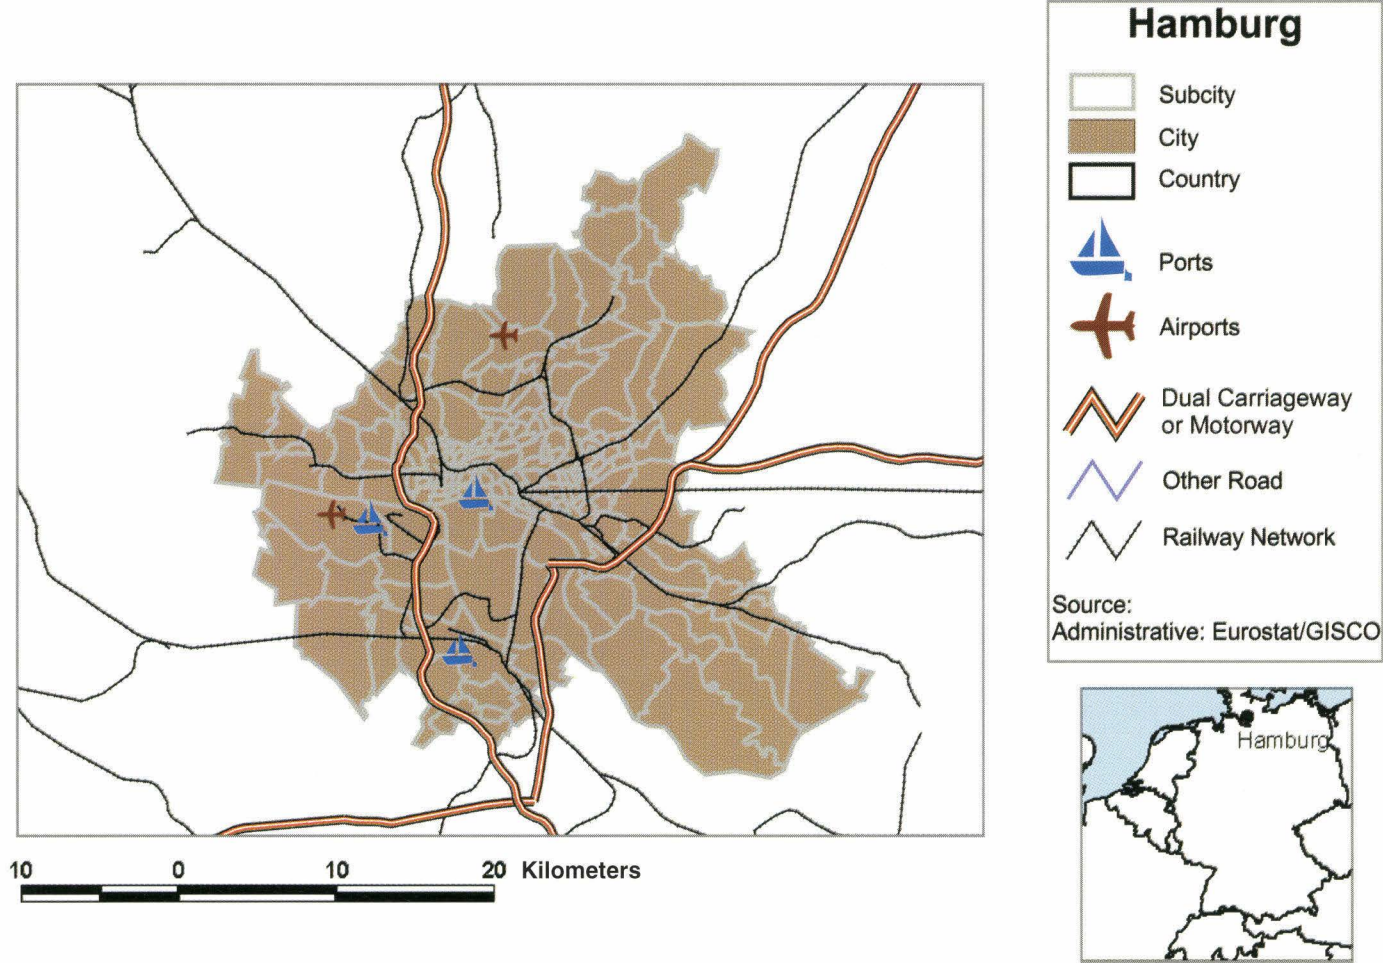 Hamburg
Subcity
City
Country
Ports
Airports
Dual Carriageway
or Motorway
Other Road
Railway Network
Source:
Administrative: Eurostat/GISCO
Hamburg
10 0 10 20 Kilometers